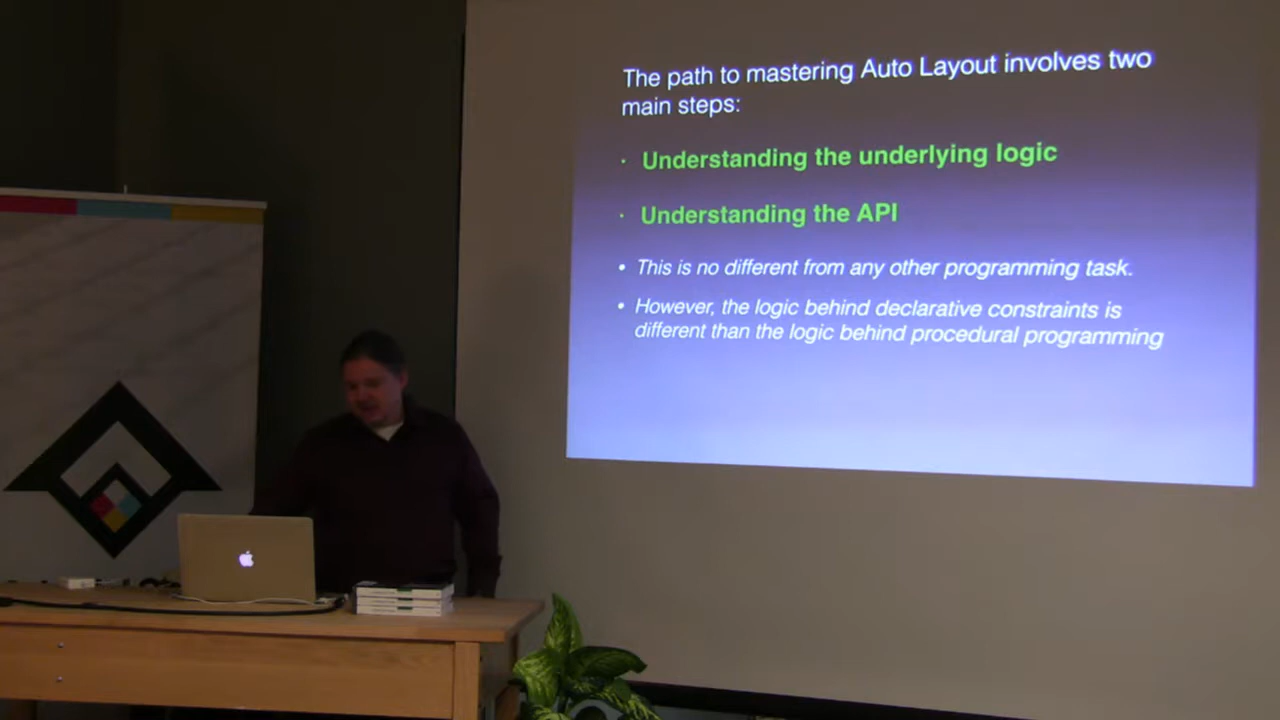 The path to mastering Auto Layout involves two
main steps:
· Understanding the underlying logic
· Understanding the API
• This is no different from any other programming task.
• However, the logic behind declarative constraints is
different than the logic behind procedural programming